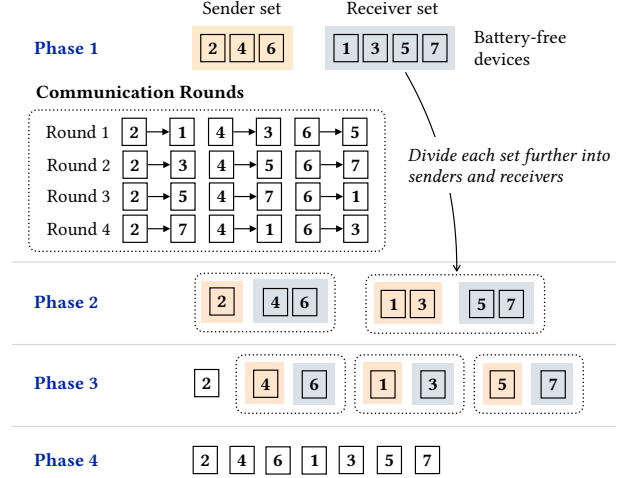 Sender set Receiver set
Phase 1 2 4 6 1 3 5 7 Battery-free
devices
Communication Rounds
Round 1 2 1 4 3 6 5
Round 2 2 3 4 5 6 7
Round 3 2 5 4 7 6 1
Round 4 2 7 4 1 6 3
Divide each set further into
senders and receivers
Phase 2 2 4 6 1 3 5 7
Phase 3 2 4 6 1 3 5 7
Phase 4 2 4 6 1 3 5 7